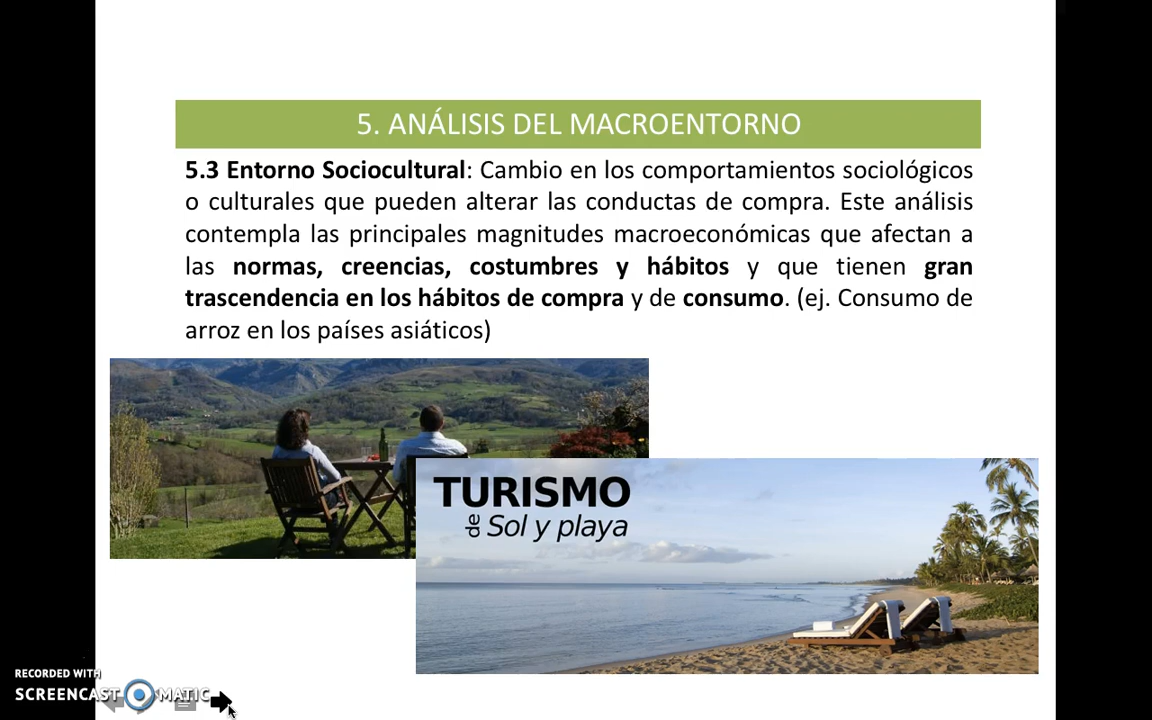 5. ANÁLISIS DEL MACROENTORNO
5.3 Entorno Sociocultural: Cambio en los comportamientos sociológicos
o culturales que pueden alterar las conductas de compra. Este análisis
contempla las principales magnitudes macroeconómicas que afectan a
las normas, creencias, costumbres y hábitos y que tienen gran
trascendencia en los hábitos de compra y de consumo. (ej. Consumo de
arroz en los países asiáticos)
TURISMO
de Sol y playa
RECORDED WITH
SCREENCAST MATIC